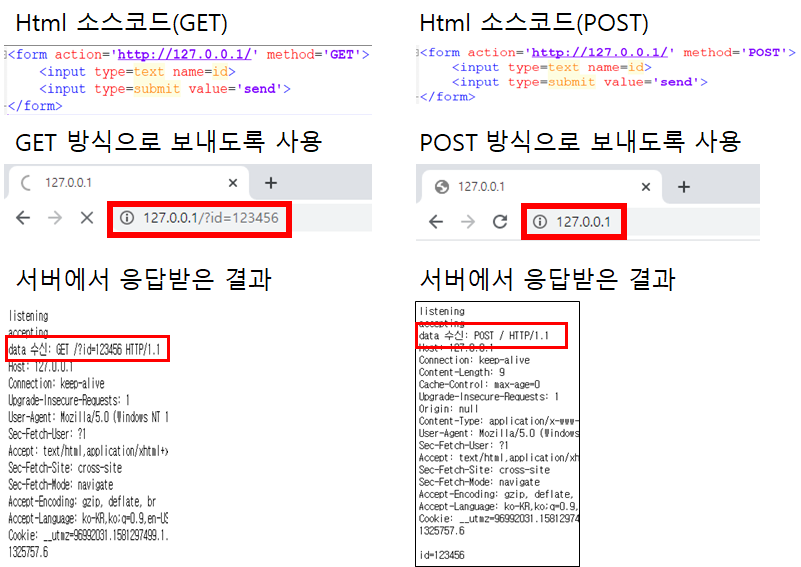 Html 소스코드(GET)
<form action='http://127.0.0.1/' method='GET'>
<input type=text name=id>
<input type=submit value='send'>
</form>
GET 방식으로 보내도록 사용
127.0.0.1
127.0.0.1/?id=123456
서버에서 응답받은 결과
listening
accepting
data 수신: GET /?id=123456 HTTP/1.1
Host: 127.0.0.1
Connection: keep-alive
Upgrade-Insecure-Requests: 1
User-Agent: Mozilla/5.0 (Windows NT 1
Sec-Fetch-User: ?1
Accept: text/html,application/xhtml+x
Sec-Fetch-Site: cross-site
Sec-Fetch-Mode: navigate
Accept-Encoding: gzip, deflate, br
Accept-Language: ko-KR,ko;q=0.9,en-US
Cookie: __utmz=96992031.1581297499.1.
1325757.6
Html 소스코드(POST)
<form action='http://127.0.0.1/' method='POST'>
<input type=text name=id>
<input type=submit value='send'>
</form>
POST 방식으로 보내도록 사용
127.0.0.1
127.0.0.1
서버에서 응답받은 결과
listening
accepting
data 수신: POST / HTTP/1.1
Host: 127.0.0.1
Connection: keep-alive
Content-Length: 9
Cache-Control: max-age=0
Upgrade-Insecure-Requests: 1
Origin: null
Content-Type: application/x-www-
User-Agent: Mozilla/5.0 (Windows
Sec-Fetch-User: ?1
Accept: text/html,application/xh
Sec-Fetch-Site: cross-site
Sec-Fetch-Mode: navigate
Accept-Encoding: gzip, deflate,
Accept-Language: ko-KR,ko;q=0.9,
Cookie: __utmz=96992031.15812974
1325757.6
id=123456